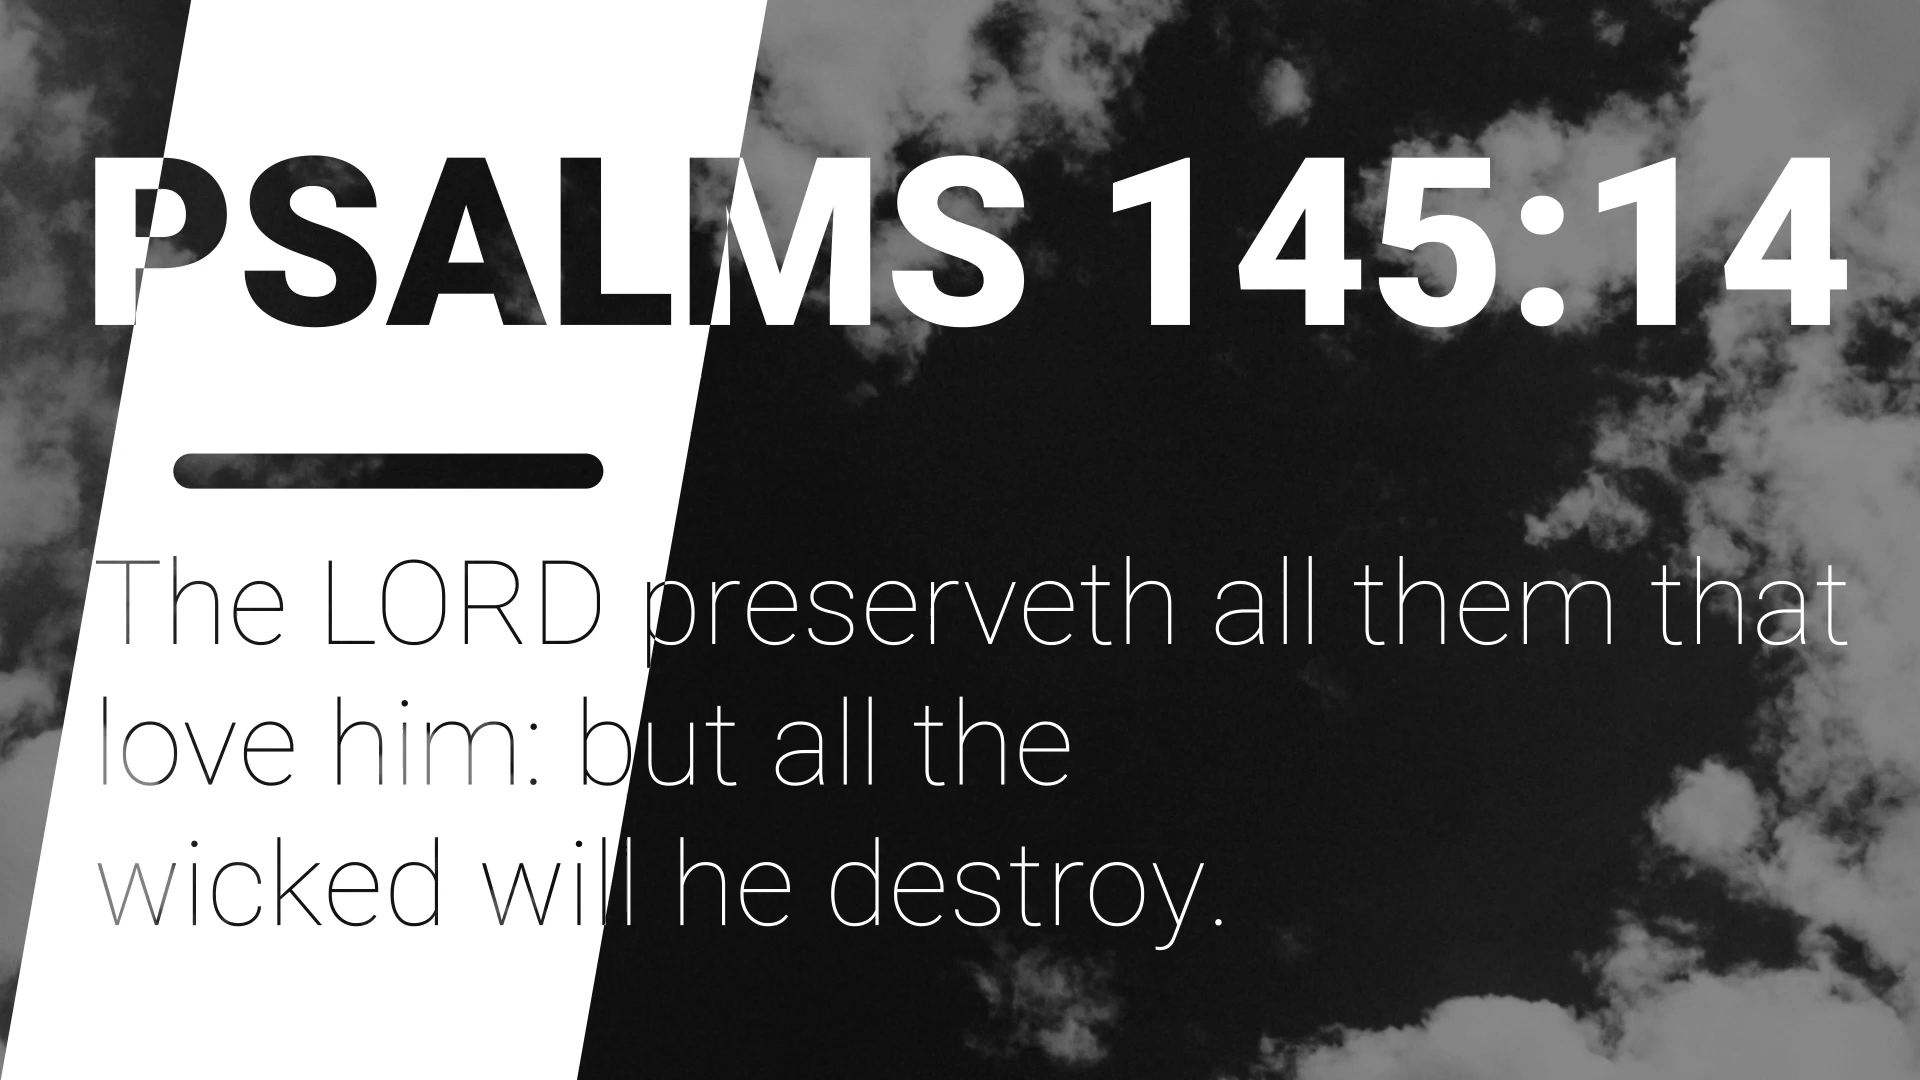 PSALMS 145:14
The LORD preserveth all them that
love him: but all the
wicked will he destroy.